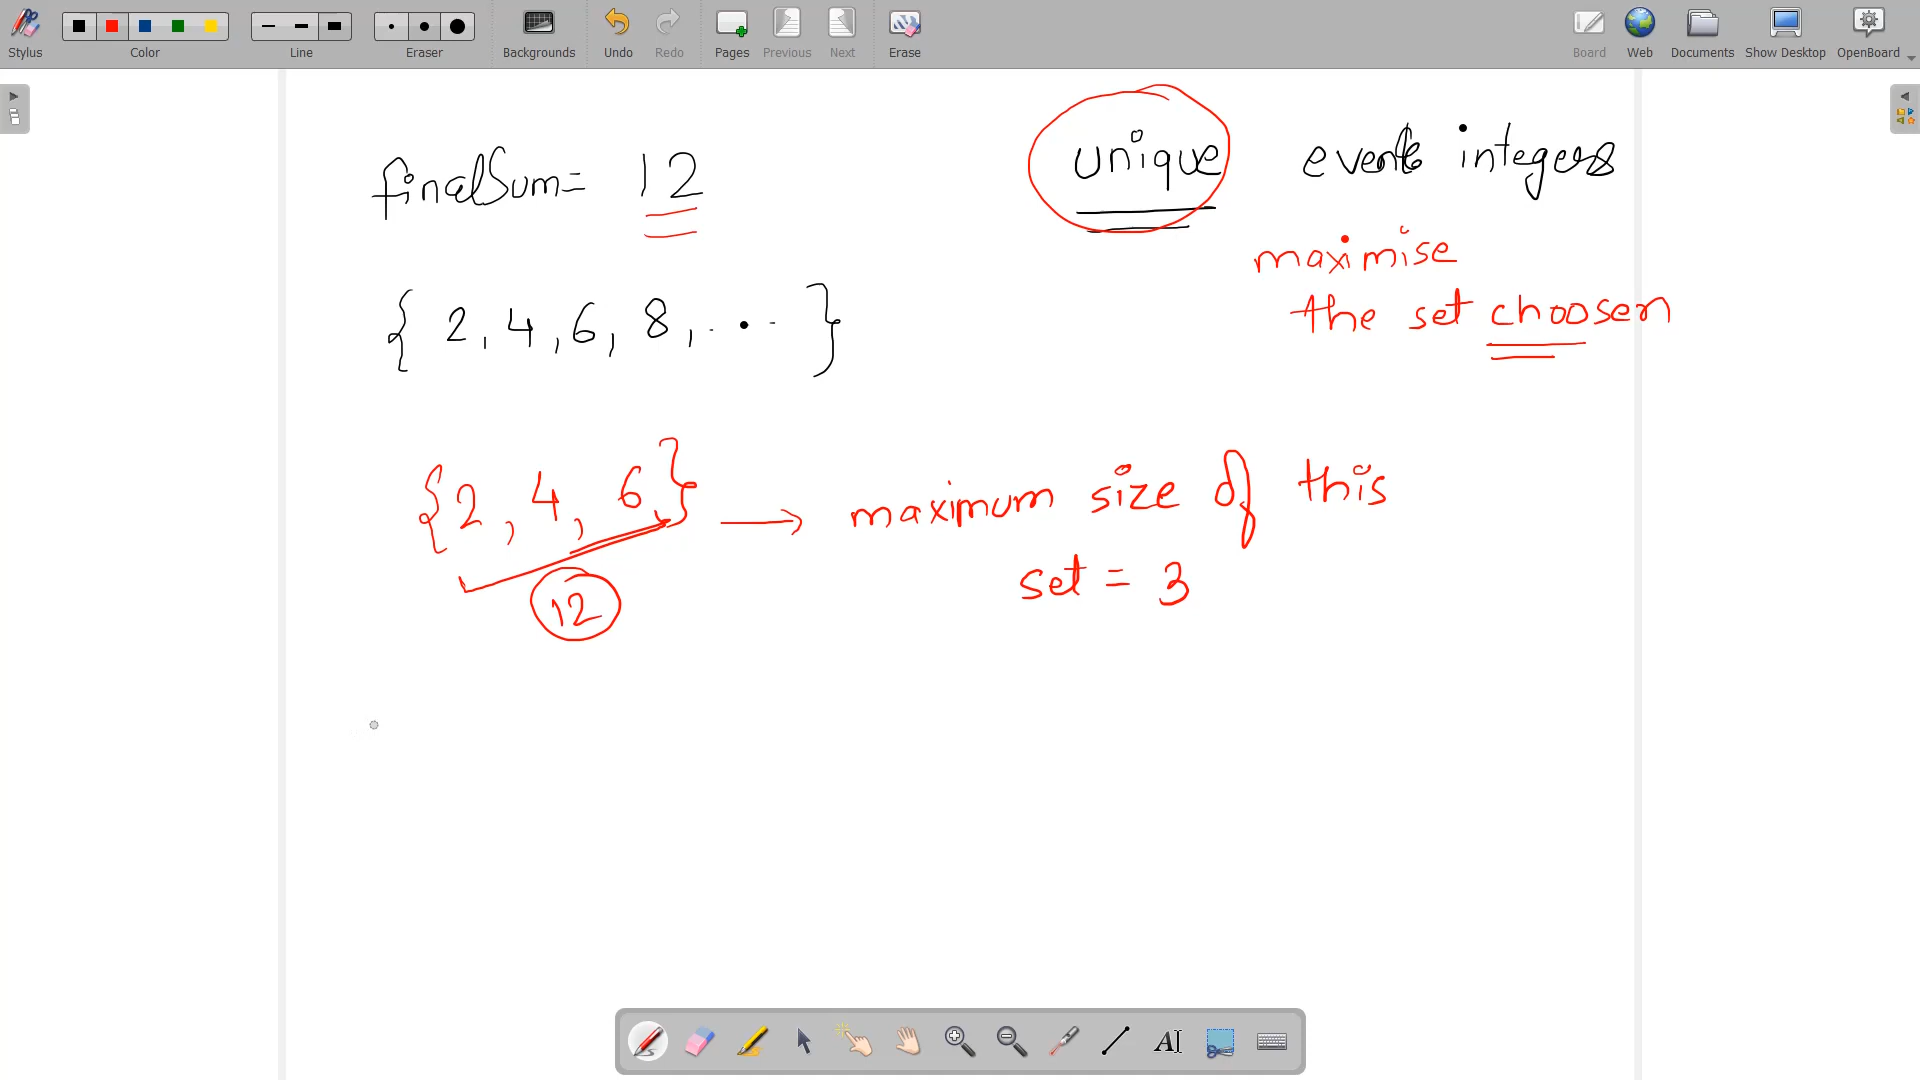 Stylus Color Line Eraser Backgrounds Undo Redo Pages Previous Next Erase Board Web Documents Show Desktop OpenBoard
finalSum= 12
unique even integers
maximise
the set choosen
{ 2, 4, 6, 8, ... }
{2, 4, 6,} → maximum size of this
set = 3
12